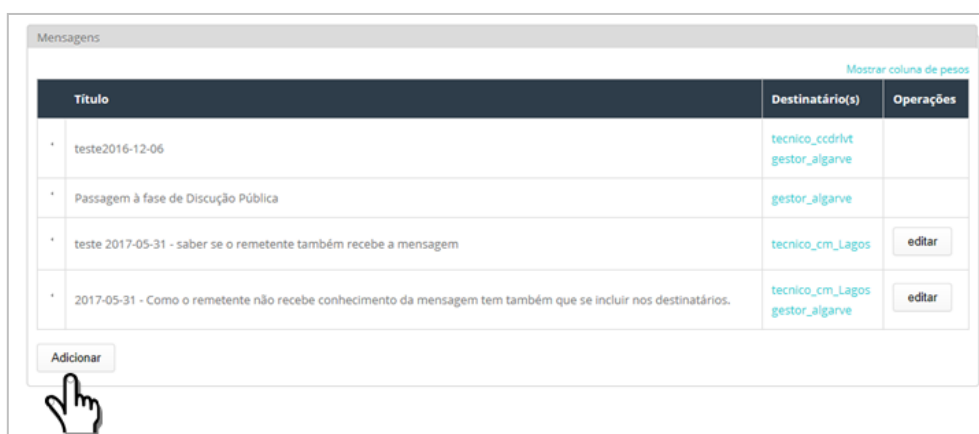 Mensagens
Mostrar coluna de pesos
Título Destinatário(s) Operações
teste2016-12-06 tecnico_ccdrlvt
gestor_algarve
Passagem à fase de Discução Pública gestor_algarve
teste 2017-05-31 - saber se o remetente também recebe a mensagem tecnico_cm_Lagos editar
2017-05-31 - Como o remetente não recebe conhecimento da mensagem tem também que se incluir nos destinatários. tecnico_cm_Lagos editar
gestor_algarve
Adicionar